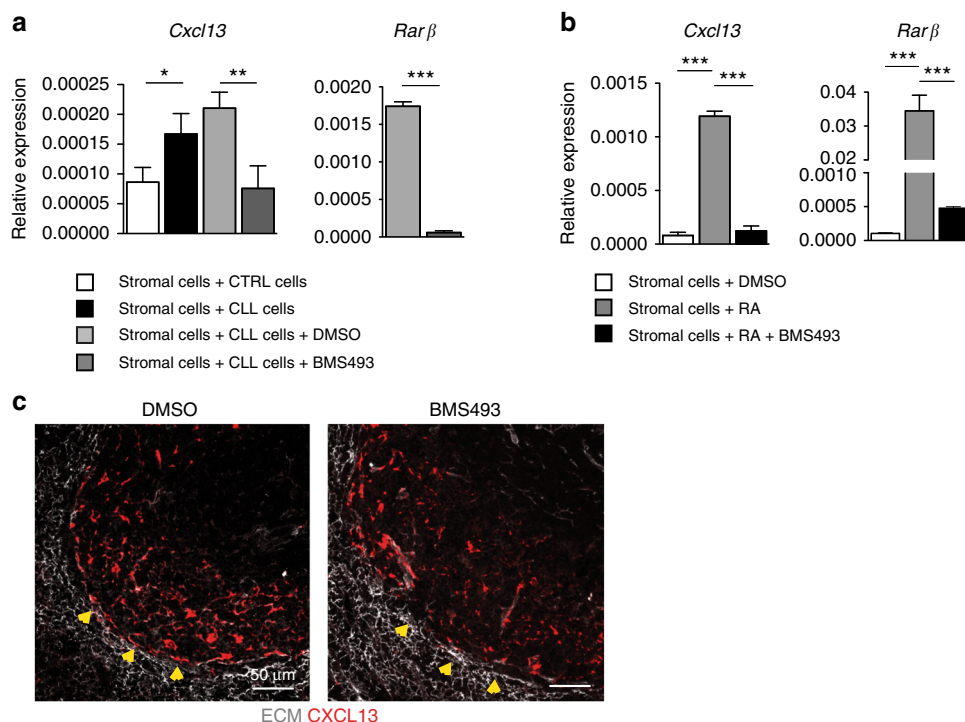 a
Cxcl13
Rarβ
Relative expression
0.00025
0.00020
0.00015
0.00010
0.00005
0.00000
*
**
0.0020
0.0015
0.0010
0.0005
0.0000
***
Stromal cells + CTRL cells
Stromal cells + CLL cells
Stromal cells + CLL cells + DMSO
Stromal cells + CLL cells + BMS493
b
Cxcl13
Rarβ
Relative expression
0.0015
0.0010
0.0005
0.0000
***
***
0.04
0.03
0.02
0.0010
0.0005
0.0000
***
***
Stromal cells + DMSO
Stromal cells + RA
Stromal cells + RA + BMS493
c
DMSO
BMS493
50 μm
ECM CXCL13